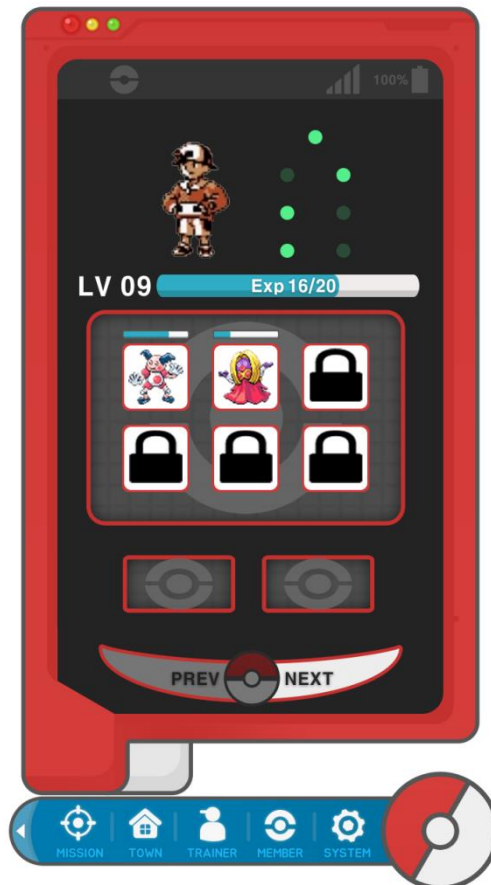 100%
LV 09 Exp 16/20
PREV NEXT
MISSION TOWN TRAINER MEMBER SYSTEM